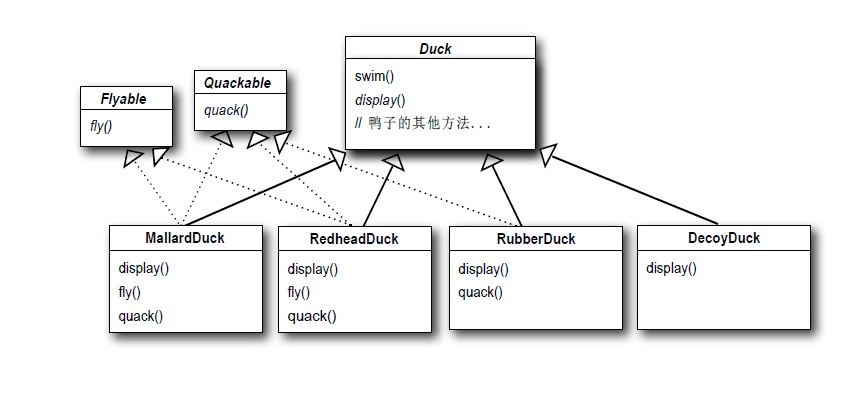 Duck
swim()
display()
// 鸭子的其他方法...
Quackable
quack()
Flyable
fly()
MallardDuck
display()
fly()
quack()
RedheadDuck
display()
fly()
quack()
RubberDuck
display()
quack()
DecoyDuck
display()